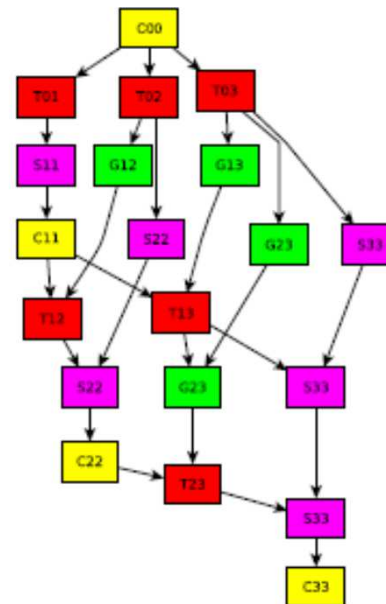 C00
T01 T02 T03
S11 G12 G13
C11 S22 G23 S33
T12 T13
S22 G23 S33
C22 T23
S33
C33